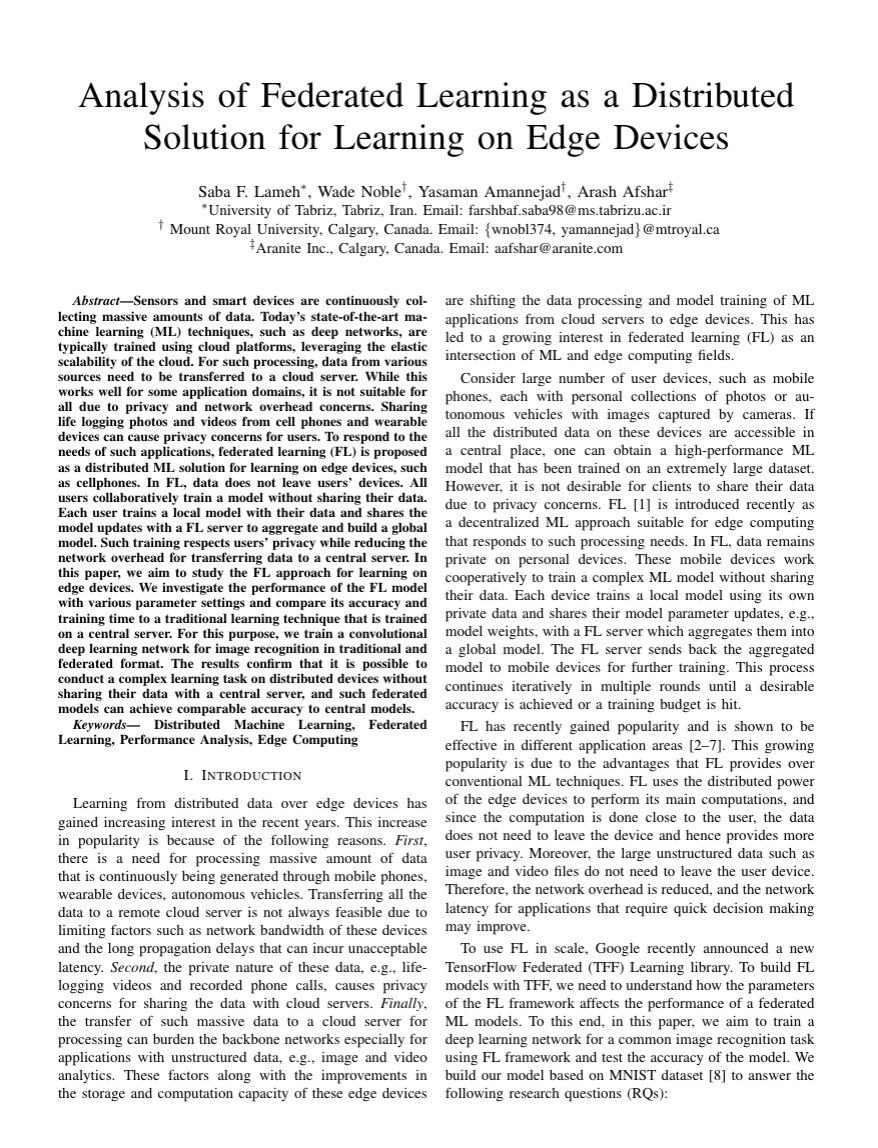 Analysis of Federated Learning as a Distributed
Solution for Learning on Edge Devices
Saba F. Lameh*, Wade Noble†, Yasaman Amannejad†, Arash Afshar‡
*University of Tabriz, Tabriz, Iran. Email: farshbaf.saba98@ms.tabrizu.ac.ir
† Mount Royal University, Calgary, Canada. Email: {wnobl374, yamannejad}@mtroyal.ca
‡Aranite Inc., Calgary, Canada. Email: aafshar@aranite.com
Abstract—Sensors and smart devices are continuously col-
lecting massive amounts of data. Today's state-of-the-art ma-
chine learning (ML) techniques, such as deep networks, are
typically trained using cloud platforms, leveraging the elastic
scalability of the cloud. For such processing, data from various
sources need to be transferred to a cloud server. While this
works well for some application domains, it is not suitable for
all due to privacy and network overhead concerns. Sharing
life logging photos and videos from cell phones and wearable
devices can cause privacy concerns for users. To respond to the
needs of such applications, federated learning (FL) is proposed
as a distributed ML solution for learning on edge devices, such
as cellphones. In FL, data does not leave users' devices. All
users collaboratively train a model without sharing their data.
Each user trains a local model with their data and shares the
model updates with a FL server to aggregate and build a global
model. Such training respects users' privacy while reducing the
network overhead for transferring data to a central server. In
this paper, we aim to study the FL approach for learning on
edge devices. We investigate the performance of the FL model
with various parameter settings and compare its accuracy and
training time to a traditional learning technique that is trained
on a central server. For this purpose, we train a convolutional
deep learning network for image recognition in traditional and
federated format. The results confirm that it is possible to
conduct a complex learning task on distributed devices without
sharing their data with a central server, and such federated
models can achieve comparable accuracy to central models.
Keywords— Distributed Machine Learning, Federated
Learning, Performance Analysis, Edge Computing
I. INTRODUCTION
Learning from distributed data over edge devices has
gained increasing interest in the recent years. This increase
in popularity is because of the following reasons. First,
there is a need for processing massive amount of data
that is continuously being generated through mobile phones,
wearable devices, autonomous vehicles. Transferring all the
data to a remote cloud server is not always feasible due to
limiting factors such as network bandwidth of these devices
and the long propagation delays that can incur unacceptable
latency. Second, the private nature of these data, e.g., life-
logging videos and recorded phone calls, causes privacy
concerns for sharing the data with cloud servers. Finally,
the transfer of such massive data to a cloud server for
processing can burden the backbone networks especially for
applications with unstructured data, e.g., image and video
analytics. These factors along with the improvements in
the storage and computation capacity of these edge devices
are shifting the data processing and model training of ML
applications from cloud servers to edge devices. This has
led to a growing interest in federated learning (FL) as an
intersection of ML and edge computing fields.
Consider large number of user devices, such as mobile
phones, each with personal collections of photos or au-
tonomous vehicles with images captured by cameras. If
all the distributed data on these devices are accessible in
a central place, one can obtain a high-performance ML
model that has been trained on an extremely large dataset.
However, it is not desirable for clients to share their data
due to privacy concerns. FL [1] is introduced recently as
a decentralized ML approach suitable for edge computing
that responds to such processing needs. In FL, data remains
private on personal devices. These mobile devices work
cooperatively to train a complex ML model without sharing
their data. Each device trains a local model using its own
private data and shares their model parameter updates, e.g.,
model weights, with a FL server which aggregates them into
a global model. The FL server sends back the aggregated
model to mobile devices for further training. This process
continues iteratively in multiple rounds until a desirable
accuracy is achieved or a training budget is hit.
FL has recently gained popularity and is shown to be
effective in different application areas [2–7]. This growing
popularity is due to the advantages that FL provides over
conventional ML techniques. FL uses the distributed power
of the edge devices to perform its main computations, and
since the computation is done close to the user, the data
does not need to leave the device and hence provides more
user privacy. Moreover, the large unstructured data such as
image and video files do not need to leave the user device.
Therefore, the network overhead is reduced, and the network
latency for applications that require quick decision making
may improve.
To use FL in scale, Google recently announced a new
TensorFlow Federated (TFF) Learning library. To build FL
models with TFF, we need to understand how the parameters
of the FL framework affects the performance of a federated
ML models. To this end, in this paper, we aim to train a
deep learning network for a common image recognition task
using FL framework and test the accuracy of the model. We
build our model based on MNIST dataset [8] to answer the
following research questions (RQs):